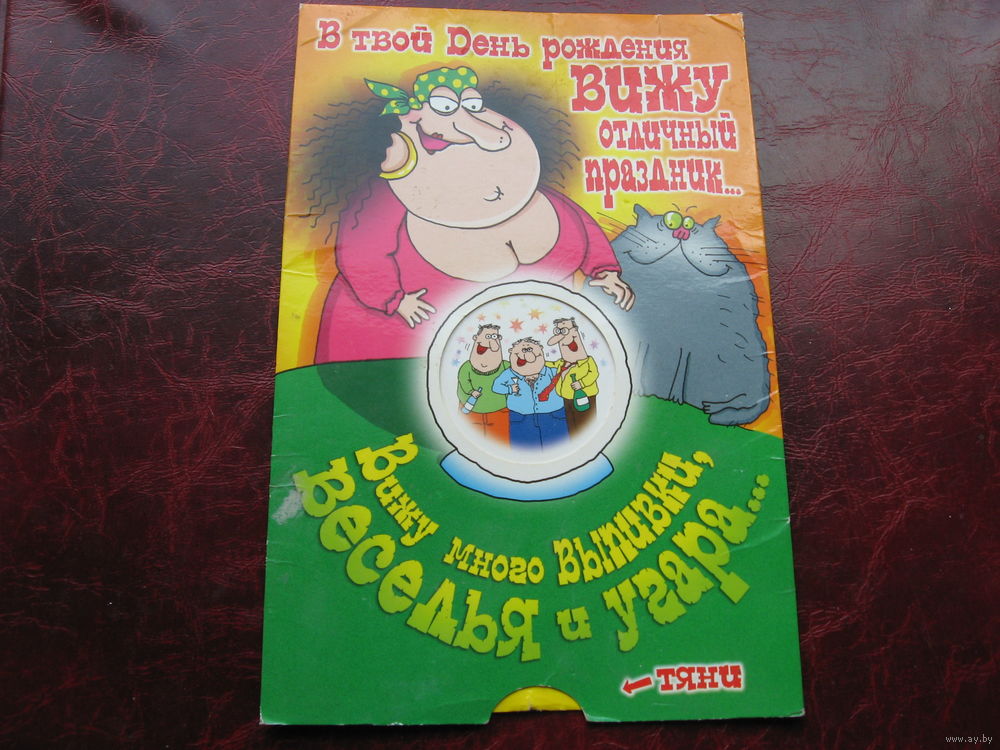 В твой День рождения
Вижу
отличный
праздник...
Вижу много Выпивки,
веселья и угара...
← тяни
www.ay.by